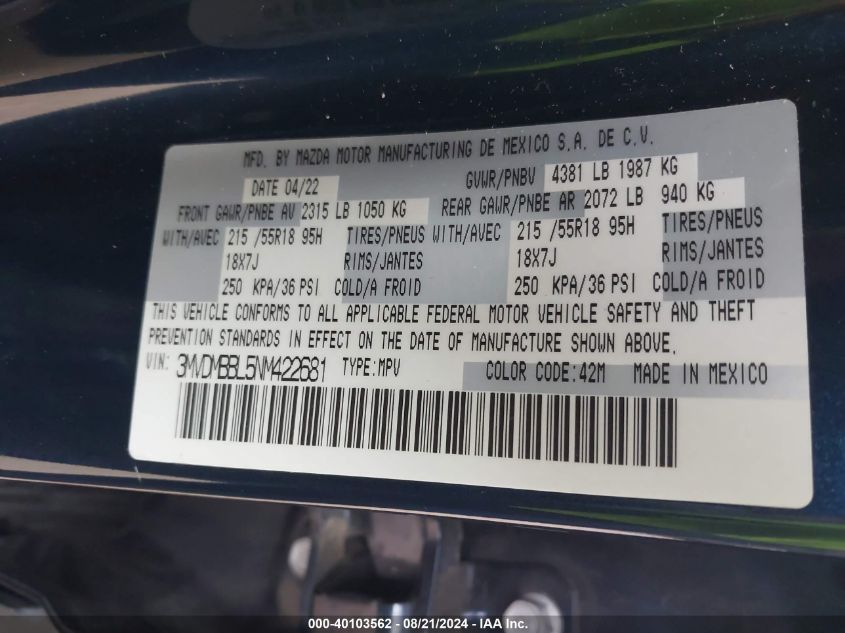 MFD. BY MAZDA MOTOR MANUFACTURING DE MEXICO S.A. DE C.V.
DATE 04/22 GVWR/PNBV 4381 LB 1987 KG
FRONT GAWR/PNBE AV 2315 LB 1050 KG REAR GAWR/PNBE AR 2072 LB 940 KG
WITH/AVEC 215 /55R18 95H TIRES/PNEUS WITH/AVEC 215 /55R18 95H TIRES/PNEUS
18X7J RIMS/JANTES 18X7J RIMS/JANTES
250 KPA/36 PSI COLD/A FROID 250 KPA/36 PSI COLD/A FROID
THIS VEHICLE CONFORMS TO ALL APPLICABLE FEDERAL MOTOR VEHICLE SAFETY AND THEFT
PREVENTION STANDARDS IN EFFECT ON THE DATE OF MANUFACTURE SHOWN ABOVE.
VIN: 3MVDMBBL5NM422681 TYPE:MPV COLOR CODE:42M MADE IN MEXICO
000-40103562 - 08/21/2024 - IAA Inc.